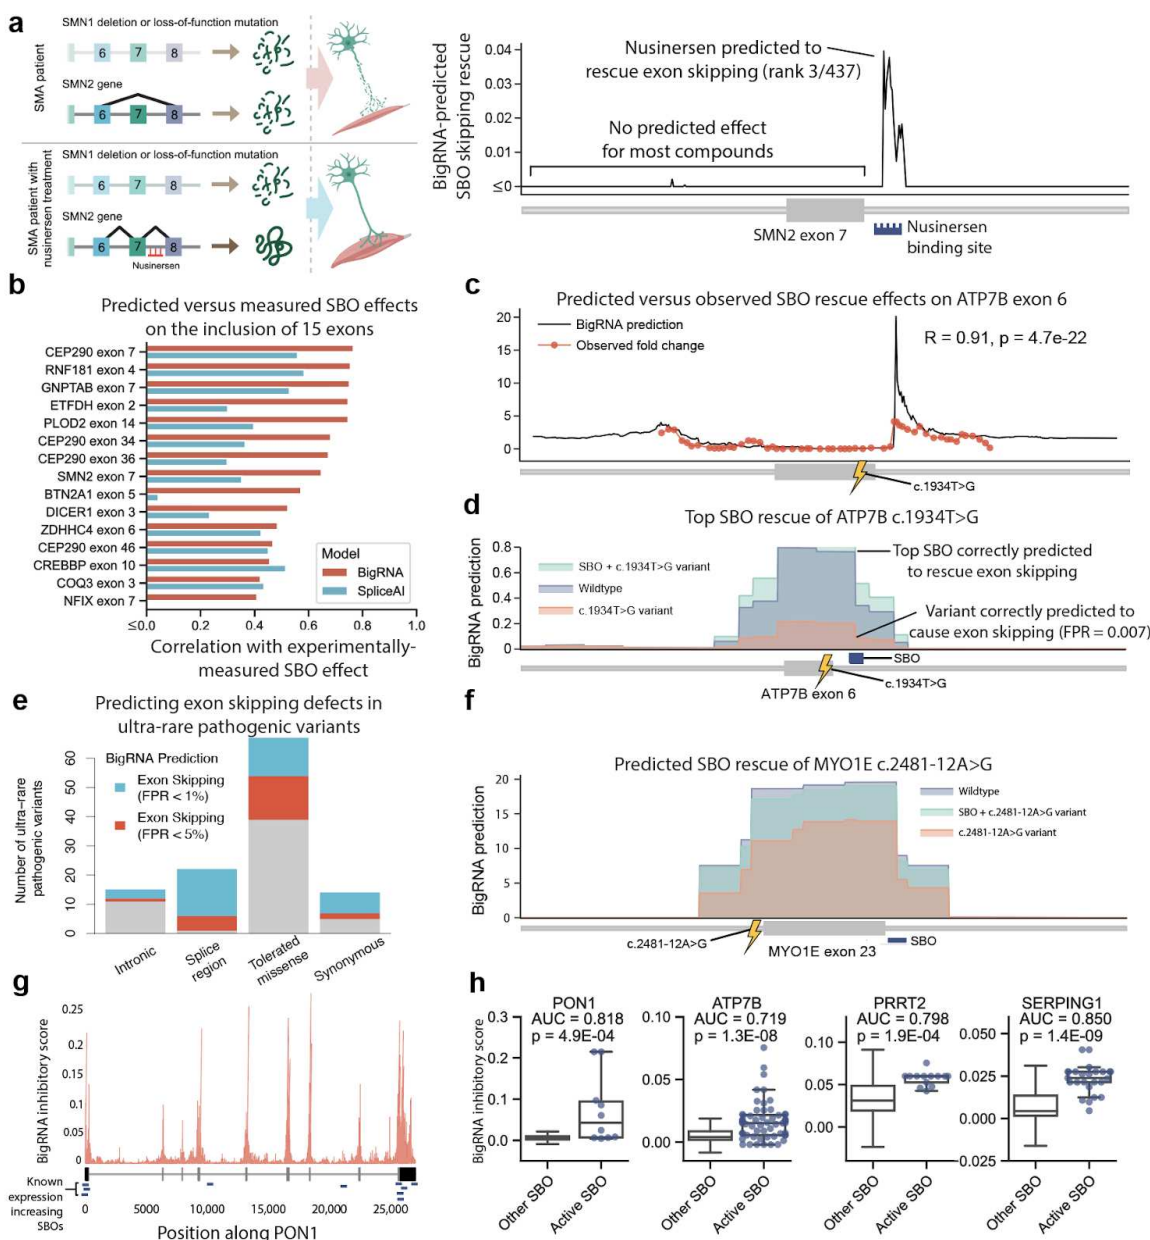 a
SMN1 deletion or loss-of-function mutation
6 7 8
SMN2 gene
6 7 8
SMA patient
SMN1 deletion or loss-of-function mutation
6 7 8
SMN2 gene
6 7 8
Nusinersen
SMA patient with
nusinersen treatment
BigRNA-predicted
SBO skipping rescue
0.04
0.03
0.02
0.01
≤0
Nusinersen predicted to
rescue exon skipping (rank 3/437)
No predicted effect
for most compounds
SMN2 exon 7
Nusinersen
binding site
b
Predicted versus measured SBO effects
on the inclusion of 15 exons
CEP290 exon 7
RNF181 exon 4
GNPTAB exon 7
ETFDH exon 2
PLOD2 exon 14
CEP290 exon 34
CEP290 exon 36
SMN2 exon 7
BTN2A1 exon 5
DICER1 exon 3
ZDHHC4 exon 6
CEP290 exon 46
CREBBP exon 10
COQ3 exon 3
NFIX exon 7
Model
BigRNA
SpliceAI
≤0.0 0.2 0.4 0.6 0.8 1.0
Correlation with experimentally-
measured SBO effect
c
Predicted versus observed SBO rescue effects on ATP7B exon 6
20
15
10
5
0
BigRNA prediction
Observed fold change
R = 0.91, p = 4.7e-22
c.1934T>G
d
Top SBO rescue of ATP7B c.1934T>G
BigRNA prediction
0.8
0.6
0.4
0.2
0
SBO + c.1934T>G variant
Wildtype
c.1934T>G variant
Top SBO correctly predicted
to rescue exon skipping
Variant correctly predicted to
cause exon skipping (FPR = 0.007)
SBO
c.1934T>G
ATP7B exon 6
e
Predicting exon skipping defects in
ultra-rare pathogenic variants
Number of ultra-rare
pathogenic variants
60
50
40
30
20
10
0
BigRNA Prediction
Exon Skipping
(FPR < 1%)
Exon Skipping
(FPR < 5%)
Intronic
Splice
region
Tolerated
missense
Synonymous
f
Predicted SBO rescue of MYO1E c.2481-12A>G
BigRNA prediction
20
15
10
5
0
Wildtype
SBO + c.2481-12A>G variant
c.2481-12A>G variant
c.2481-12A>G
MYO1E exon 23
SBO
g
BigRNA inhibitory score
0.25
0.2
0.15
0.1
0.05
0
Known
expression
increasing
SBOs
0 5,000 10,000 15,000 20,000 25,000
Position along PON1
h
BigRNA inhibitory score
PON1
AUC = 0.818
p = 4.9E-04
0.3
0.2
0.1
0.0
Other SBO
Active SBO
ATP7B
AUC = 0.719
p = 1.3E-08
0.10
0.05
0.00
Other SBO
Active SBO
PRRT2
AUC = 0.798
p = 1.9E-04
0.10
0.05
0.00
Other SBO
Active SBO
SERPING1
AUC = 0.850
p = 1.4E-09
0.050
0.025
0.000
-0.025
Other SBO
Active SBO